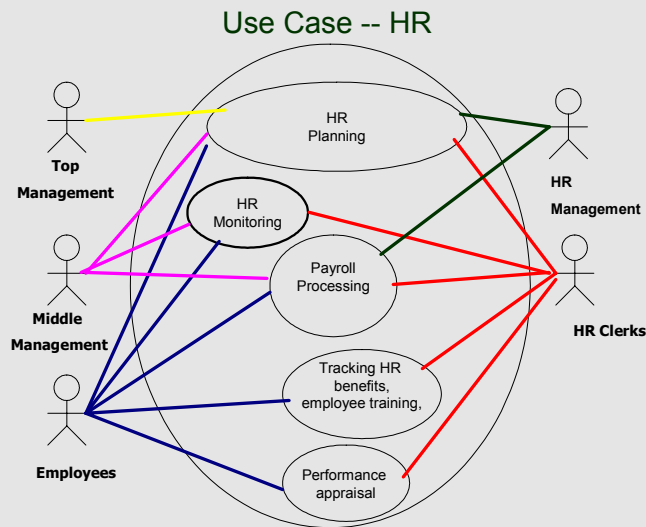 Use Case -- HR
HR
Planning
Top
Management
HR
Management
HR
Monitoring
Payroll
Processing
Middle
Management
HR Clerks
Tracking HR
benefits,
employee training,
Employees
Performance
appraisal